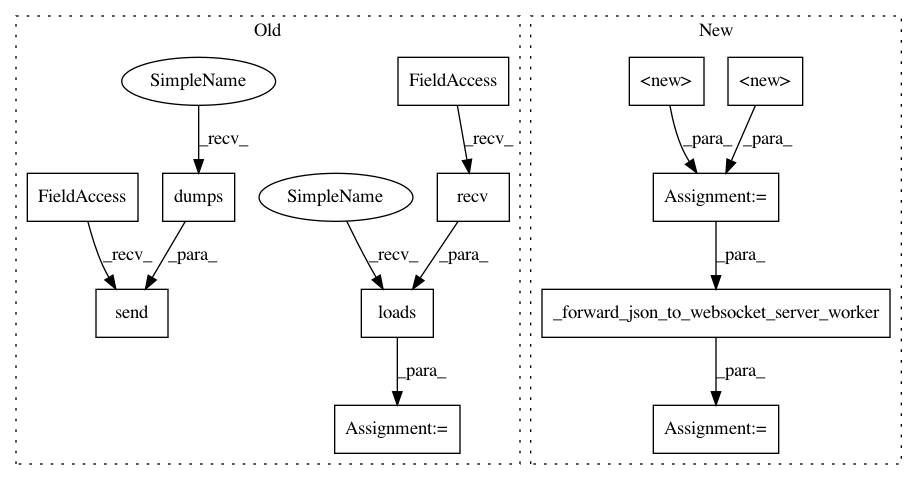 Old
New
SimpleName
FieldAccess
<new>
<new>
_recv_
_recv_
_para_
_para_
FieldAccess
dumps
SimpleName
recv
Assignment:=
_recv_
_para_
_recv_
_para_
_para_
send
loads
_forward_json_to_websocket_server_worker
_para_
_para_
Assignment:=
Assignment:=